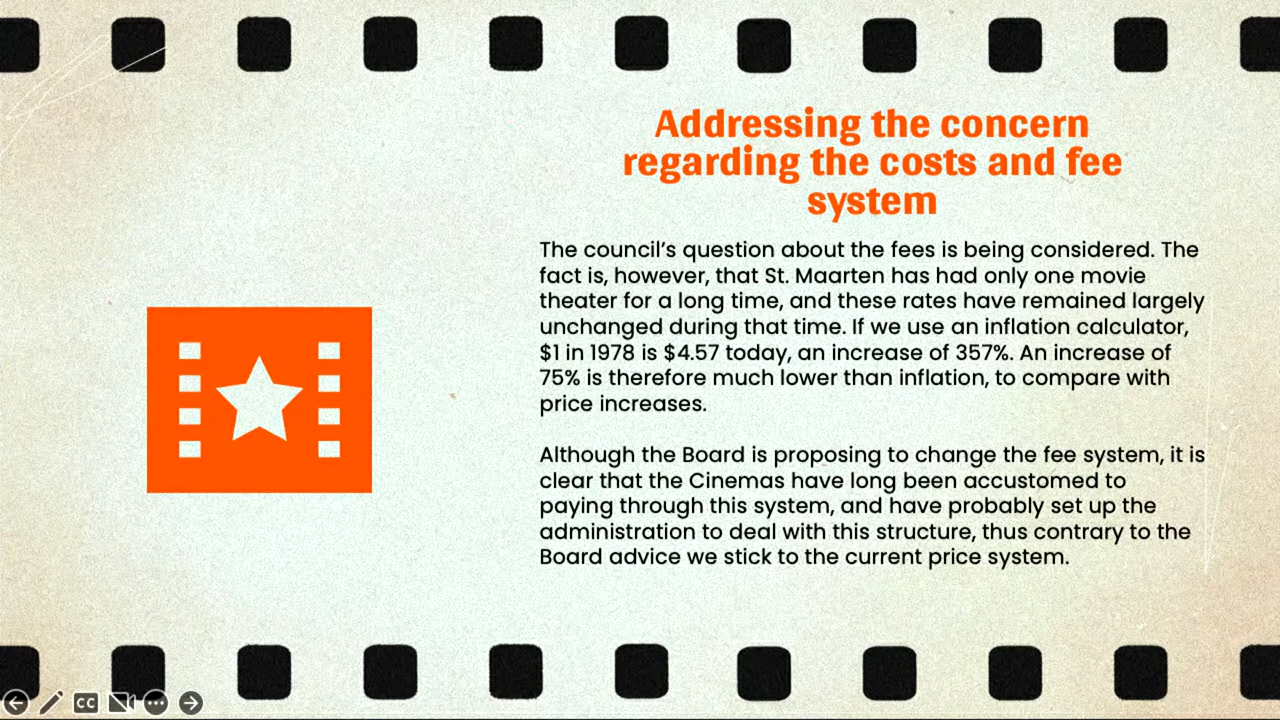 Addressing the concern
regarding the costs and fee
system
The council’s question about the fees is being considered. The
fact is, however, that St. Maarten has had only one movie
theater for a long time, and these rates have remained largely
unchanged during that time. If we use an inflation calculator,
$1 in 1978 is $4.57 today, an increase of 357%. An increase of
75% is therefore much lower than inflation, to compare with
price increases.
Although the Board is proposing to change the fee system, it is
clear that the Cinemas have long been accustomed to
paying through this system, and have probably set up the
administration to deal with this structure, thus contrary to the
Board advice we stick to the current price system.
CC